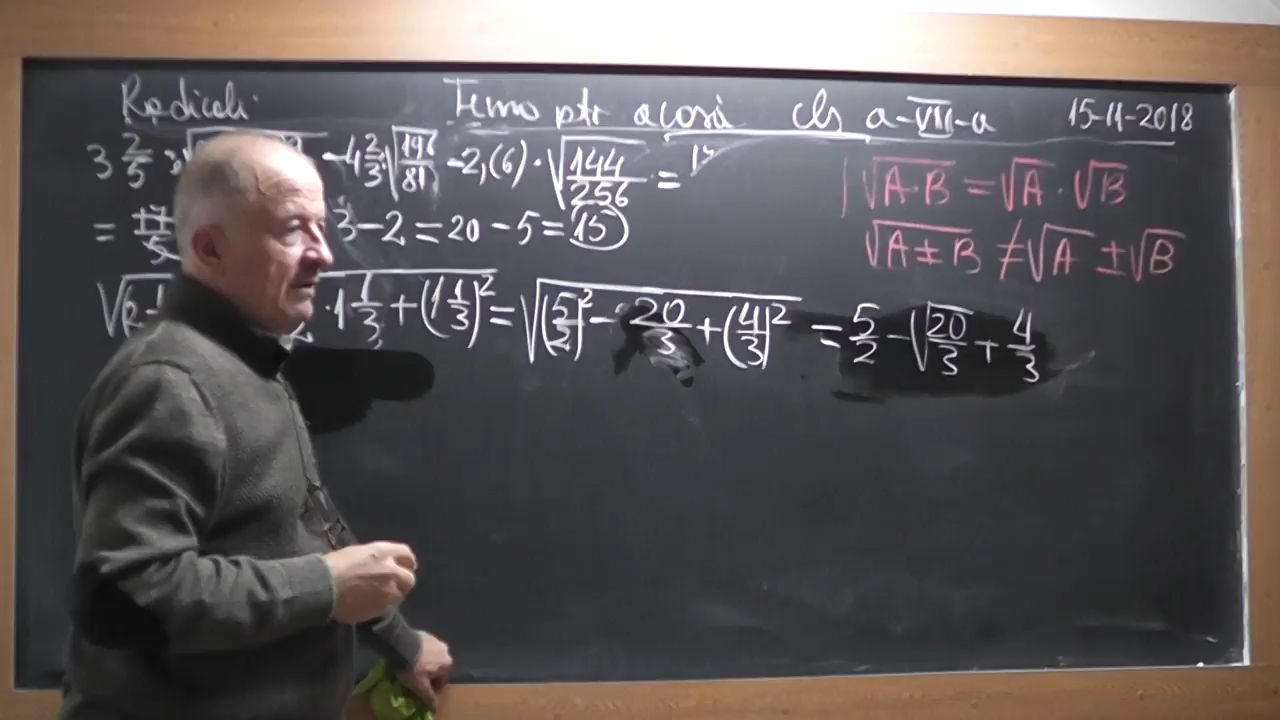 Radicali Tema ptr acasă cls a-VII-a 15-11-2018
3 2/5 : √ - 4 2/3 · √(196/81) - 2,(6) · √(144/256) =
= 17/5 3 - 2 = 20 - 5 = 15
√ · 1 1/3 + (1 1/3)² = √((5/2)² - 20/3 + (4/3)²) = 5/2 - √(20/3) + 4/3
√(A·B) = √A · √B
√(A±B) ≠ √A ± √B